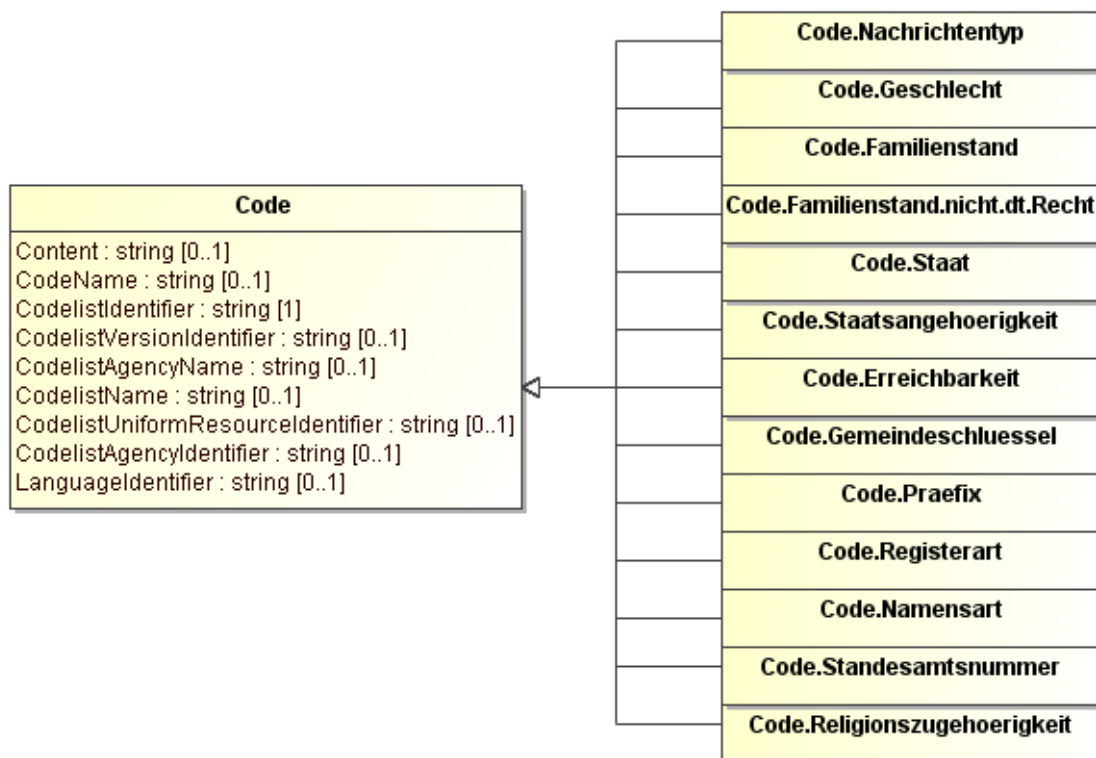 Code
Content : string [0..1]
CodeName : string [0..1]
CodelistIdentifier : string [1]
CodelistVersionIdentifier : string [0..1]
CodelistAgencyName : string [0..1]
CodelistName : string [0..1]
CodelistUniformResourceIdentifier : string [0..1]
CodelistAgencyIdentifier : string [0..1]
LanguageIdentifier : string [0..1]
Code.Nachrichtentyp
Code.Geschlecht
Code.Familienstand
Code.Familienstand.nicht.dt.Recht
Code.Staat
Code.Staatsangehoerigkeit
Code.Erreichbarkeit
Code.Gemeindeschluessel
Code.Praefix
Code.Registerart
Code.Namensart
Code.Standesamtsnummer
Code.Religionszugehoerigkeit